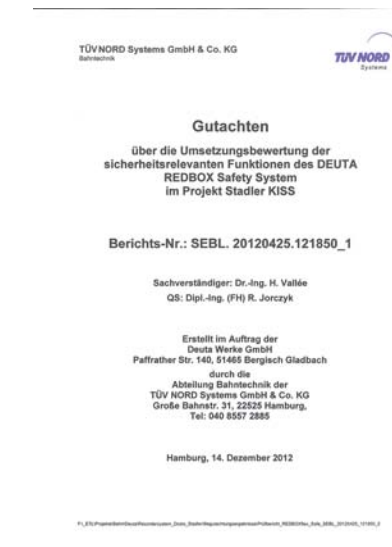 TÜV NORD Systems GmbH & Co. KG
Bahntechnik
TÜV NORD
Systems
Gutachten
über die Umsetzungsbewertung der
sicherheitsrelevanten Funktionen des DEUTA
REDBOX Safety System
im Projekt Stadler KISS
Berichts-Nr.: SEBL. 20120425.121850_1
Sachverständiger: Dr.-Ing. H. Vallée
QS: Dipl.-Ing. (FH) R. Jorczyk
Erstellt im Auftrag der
Deuta Werke GmbH
Paffrather Str. 140, 51465 Bergisch Gladbach
durch die
Abteilung Bahntechnik der
TÜV NORD Systems GmbH & Co. KG
Große Bahnstr. 31, 22525 Hamburg,
Tel: 040 8557 2885
Hamburg, 14. Dezember 2012